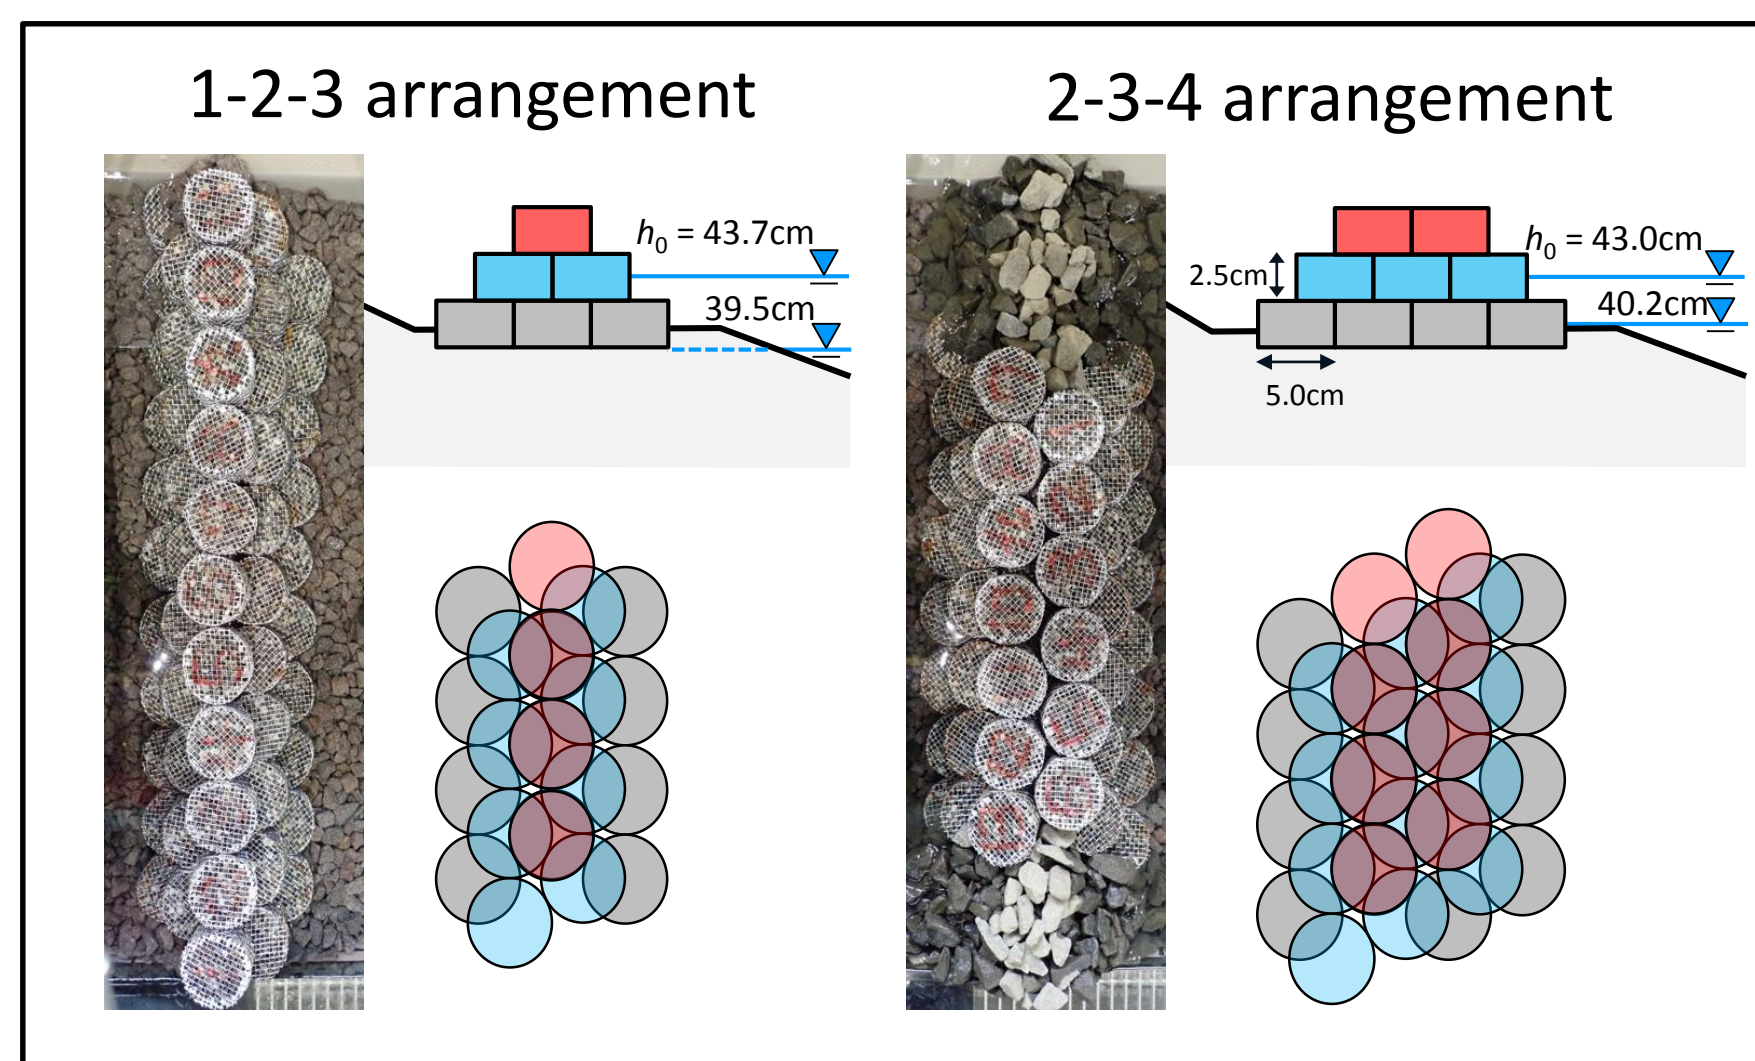 1-2-3 arrangement
h₀ = 43.7cm
39.5cm
2-3-4 arrangement
h₀ = 43.0cm
2.5cm
40.2cm
5.0cm